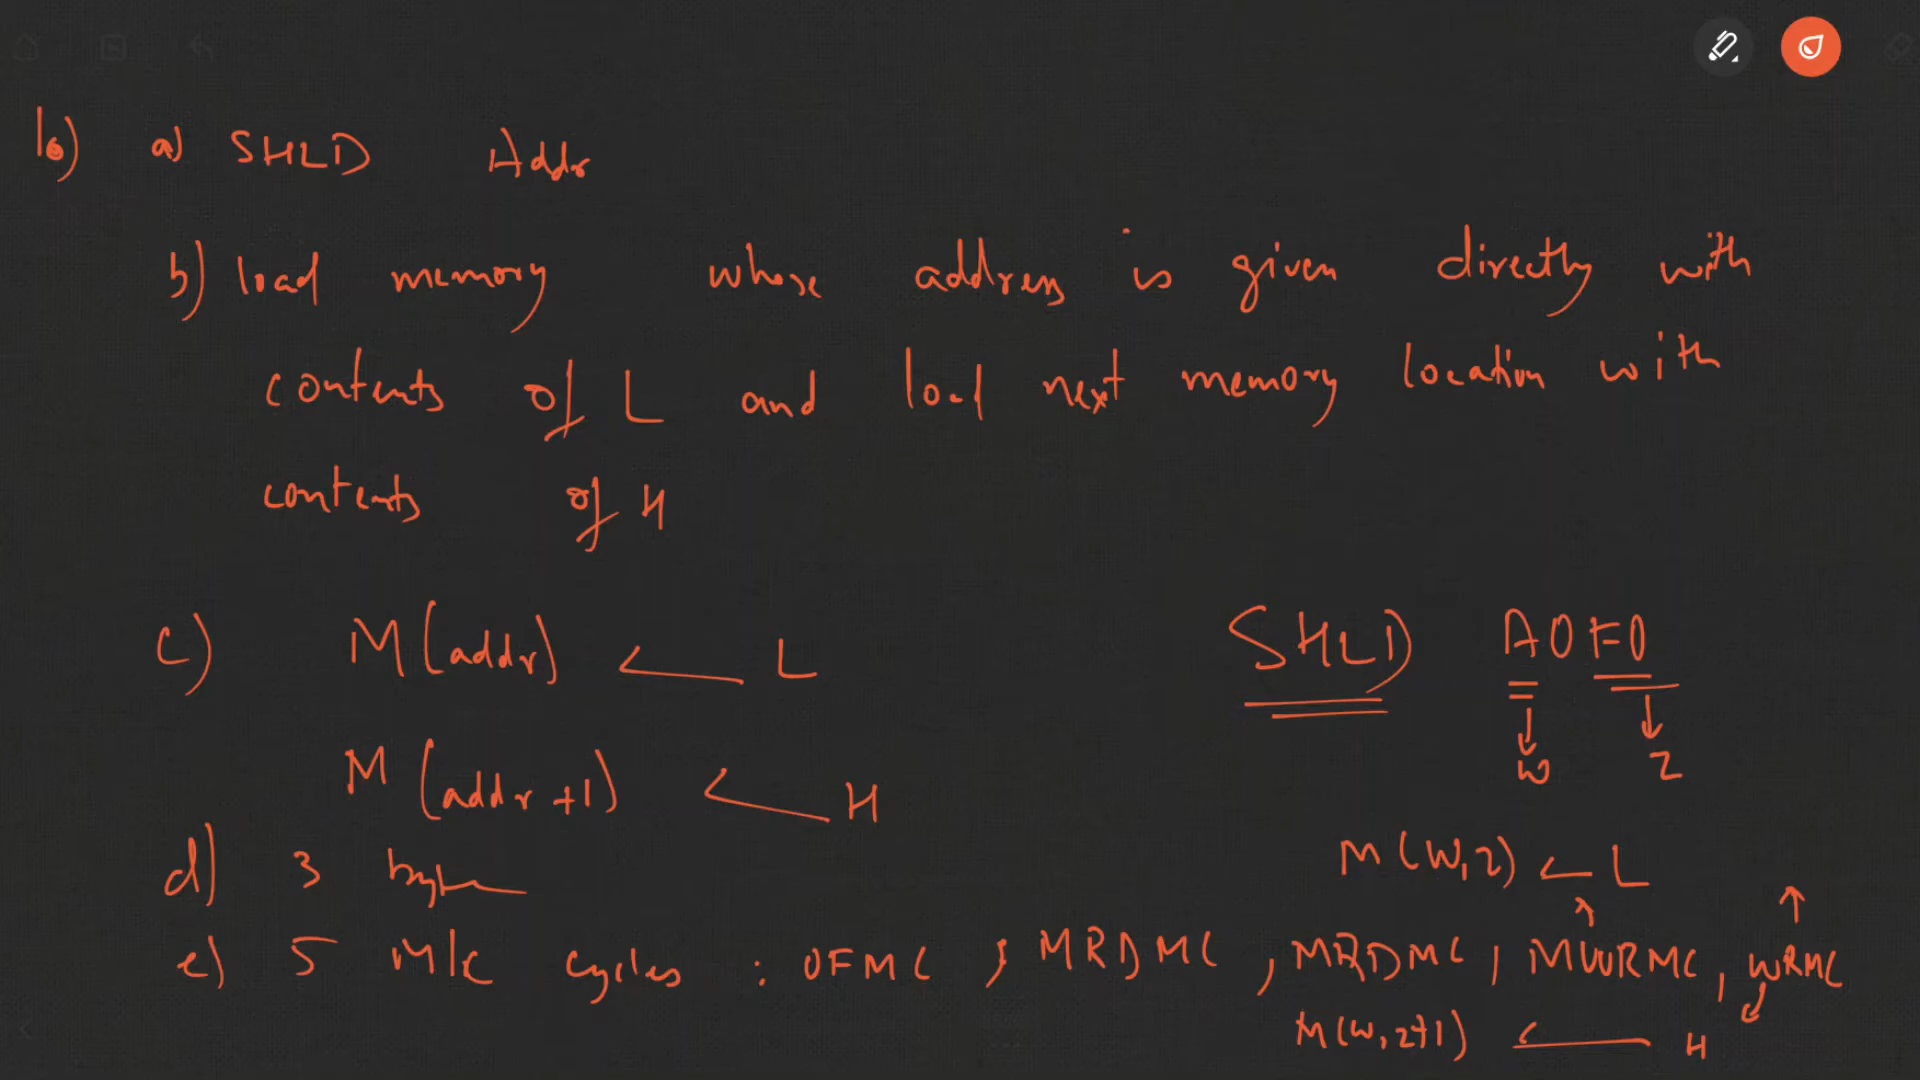 16) a) SHLD Addr
b) load memory whose address is given directly with
contents of L and load next memory location with
contents of H
c) M(addr) ← L
SHLD A0F0
W Z
M(addr+1) ← H
d) 3 byte
M(W,Z) ← L
e) 5 M/C cycles : OFMC, MRDMC, MRDMC, MWRMC, WRMC
M(W,Z+1) ← H